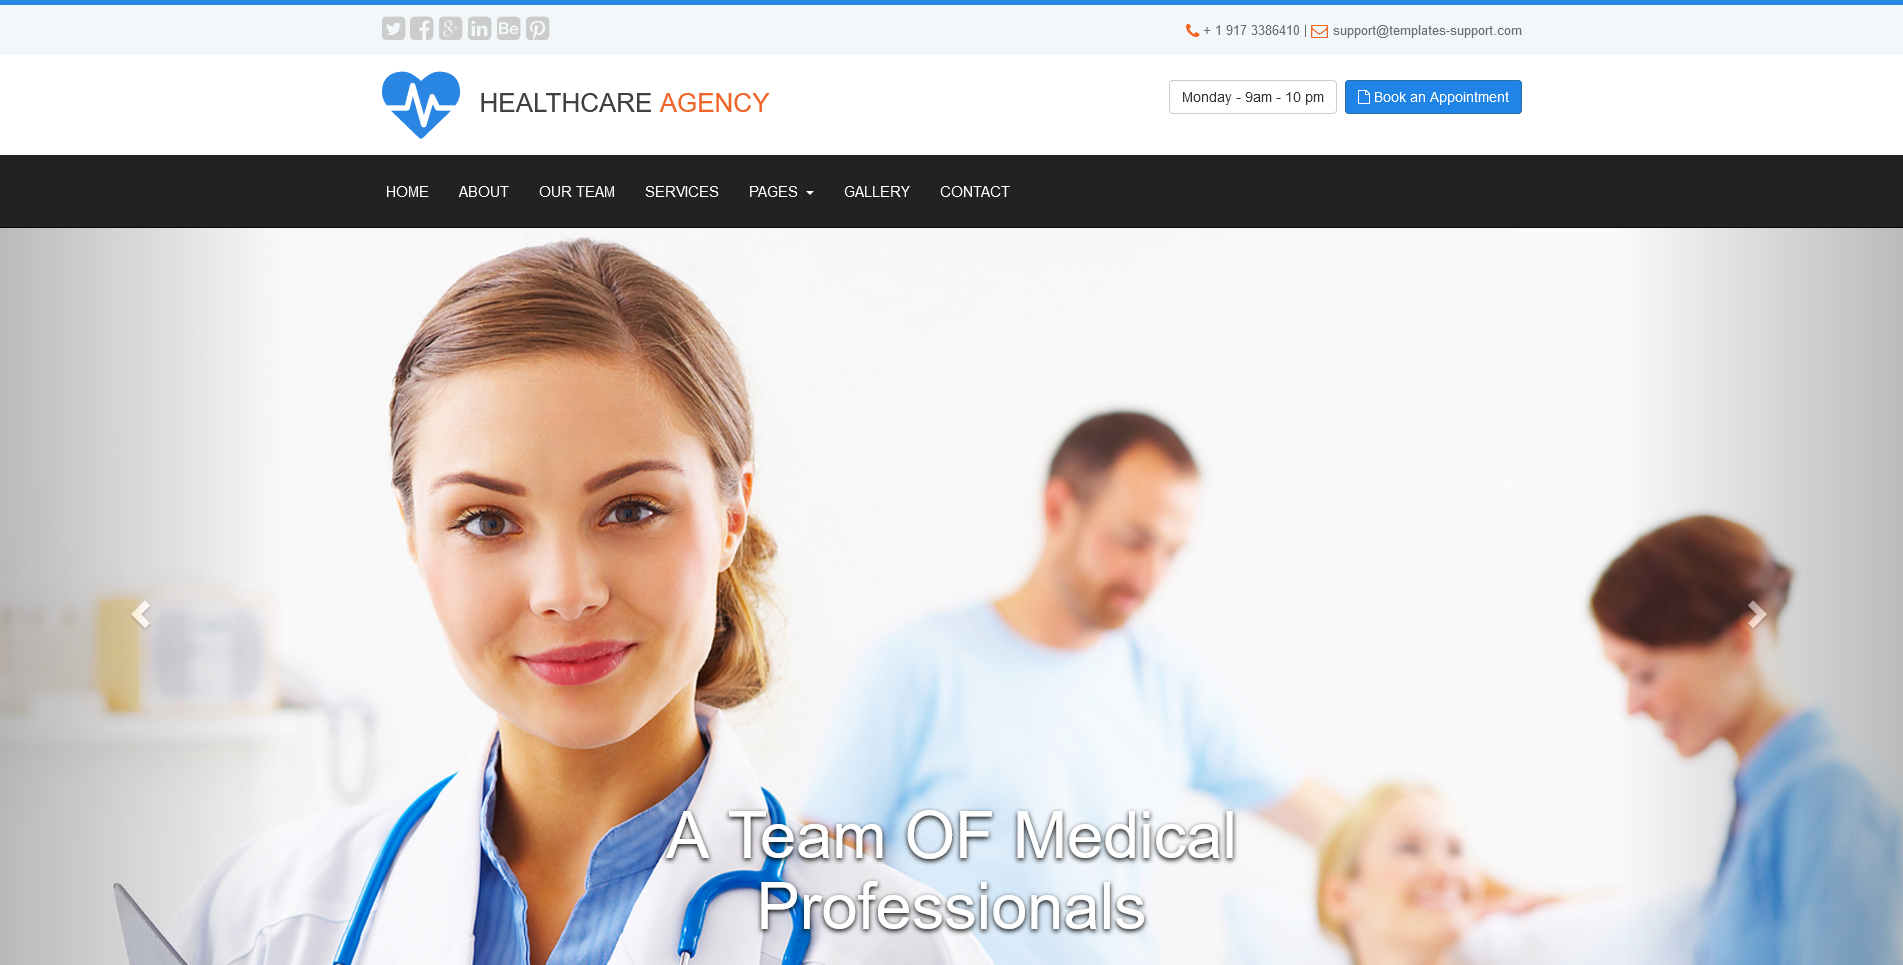 + 1 917 3386410 | support@templates-support.com
HEALTHCARE AGENCY
Monday - 9am - 10 pm
Book an Appointment
HOME ABOUT OUR TEAM SERVICES PAGES GALLERY CONTACT
A Team OF Medical
Professionals